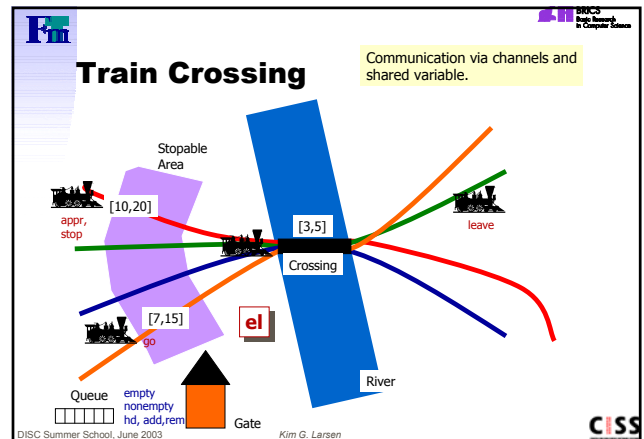 Fm
BRICS
Basic Research
in Computer Science
Train Crossing
Communication via channels and
shared variable.
Stopable
Area
[10,20]
appr,
stop
[3,5]
leave
Crossing
[7,15]
go
el
River
Queue
empty
nonempty
hd, add,rem
Gate
DISC Summer School, June 2003
Kim G. Larsen
CISS